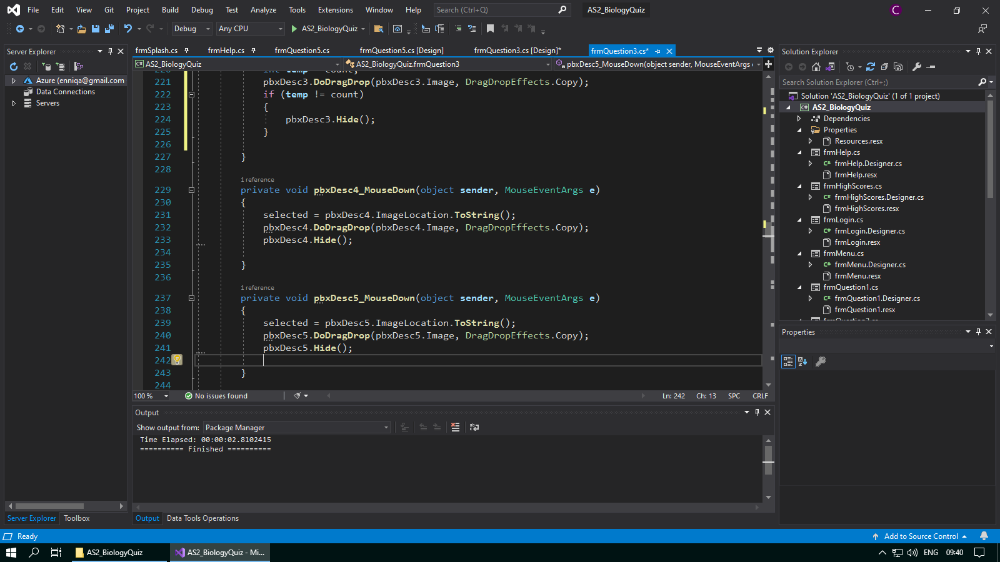 File Edit View Git Project Build Debug Test Analyze Tools Extensions Window Help Search (Ctrl+Q) AS2_BiologyQuiz C
Debug Any CPU AS2_BiologyQuiz
Server Explorer
Azure (enniqa@gmail.com
Data Connections
Servers
Server Explorer Toolbox
frmSplash.cs frmHelp.cs frmQuestion5.cs frmQuestion5.cs [Design] frmQuestion3.cs [Design]* frmQuestion3.cs*
C# AS2_BiologyQuiz AS2_BiologyQuiz.frmQuestion3 pbxDesc5_MouseDown(object sender, MouseEventArgs
220 int temp = count;
221 pbxDesc3.DoDragDrop(pbxDesc3.Image, DragDropEffects.Copy);
222 if (temp != count)
223 {
224 pbxDesc3.Hide();
225 }
226
227 }
228
1 reference
229 private void pbxDesc4_MouseDown(object sender, MouseEventArgs e)
230 {
231 selected = pbxDesc4.ImageLocation.ToString();
232 pbxDesc4.DoDragDrop(pbxDesc4.Image, DragDropEffects.Copy);
233 pbxDesc4.Hide();
234
235 }
236
1 reference
237 private void pbxDesc5_MouseDown(object sender, MouseEventArgs e)
238 {
239 selected = pbxDesc5.ImageLocation.ToString();
240 pbxDesc5.DoDragDrop(pbxDesc5.Image, DragDropEffects.Copy);
241 pbxDesc5.Hide();
242
243 }
244
100 % No issues found Ln: 242 Ch: 13 SPC CRLF
Output
Show output from: Package Manager
Time Elapsed: 00:00:02.8102415
========== Finished ==========
Output Data Tools Operations
Solution Explorer
Search Solution Explorer (Ctrl+;)
Solution 'AS2_BiologyQuiz' (1 of 1 project)
C# AS2_BiologyQuiz
Dependencies
Properties
Resources.resx
frmHelp.cs
C# frmHelp.Designer.cs
frmHelp.resx
frmHighScores.cs
C# frmHighScores.Designer.cs
frmHighScores.resx
frmLogin.cs
C# frmLogin.Designer.cs
frmLogin.resx
frmMenu.cs
C# frmMenu.Designer.cs
frmMenu.resx
frmQuestion1.cs
C# frmQuestion1.Designer.cs
frmQuestion1.resx
Properties
Ready Add to Source Control
AS2_BiologyQuiz AS2_BiologyQuiz - Mi... ENG 09:40